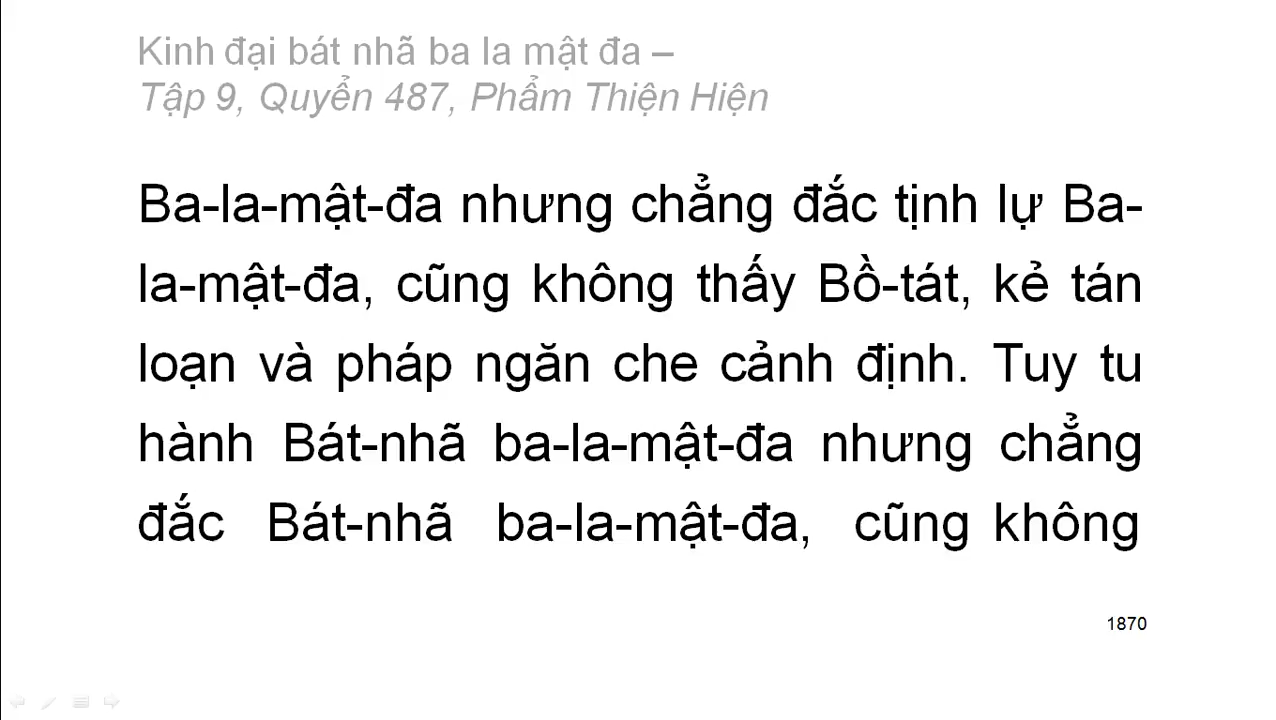 Kinh đại bát nhã ba la mật đa –
Tập 9, Quyển 487, Phẩm Thiện Hiện
Ba-la-mật-đa nhưng chẳng đắc tịnh lự Ba-
la-mật-đa, cũng không thấy Bồ-tát, kẻ tán
loạn và pháp ngăn che cảnh định. Tuy tu
hành Bát-nhã ba-la-mật-đa nhưng chẳng
đắc Bát-nhã ba-la-mật-đa, cũng không
1870